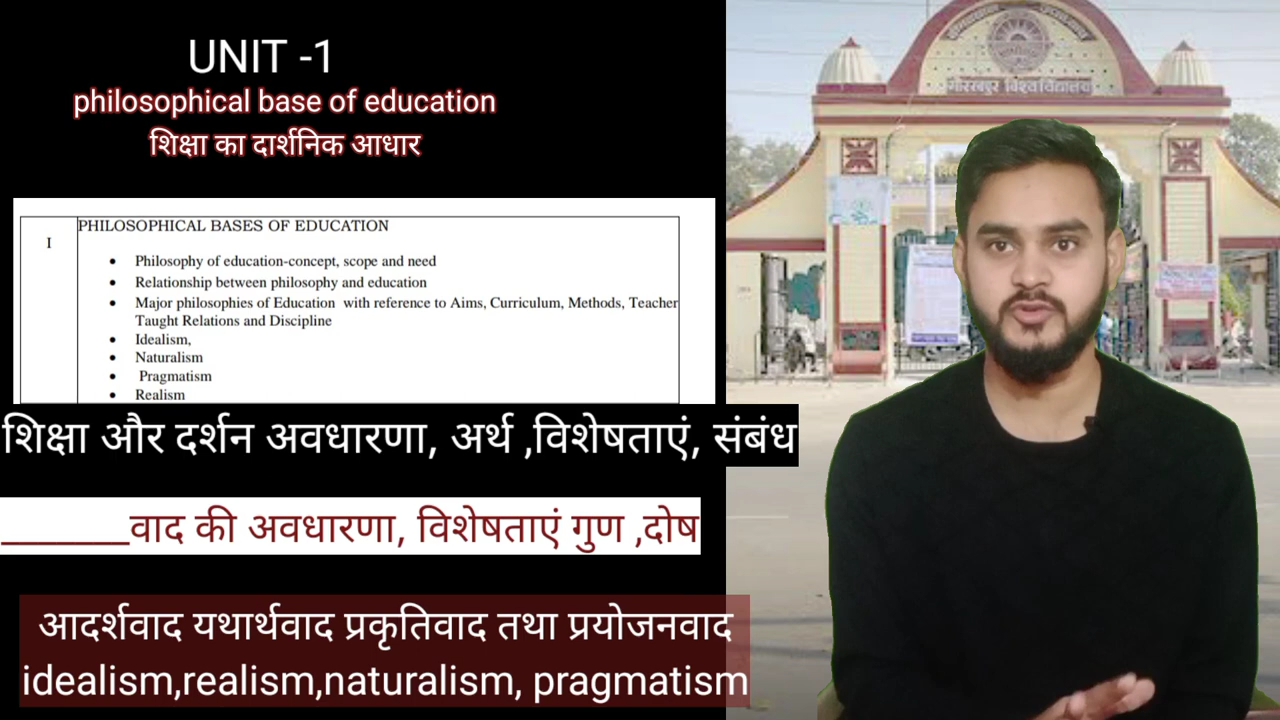 UNIT -1
philosophical base of education
शिक्षा का दार्शनिक आधार
I
PHILOSOPHICAL BASES OF EDUCATION
• Philosophy of education-concept, scope and need
• Relationship between philosophy and education
• Major philosophies of Education with reference to Aims, Curriculum, Methods, Teacher
Taught Relations and Discipline
• Idealism,
• Naturalism
• Pragmatism
• Realism
शिक्षा और दर्शन अवधारणा, अर्थ ,विशेषताएं, संबंध
_______वाद की अवधारणा, विशेषताएं गुण ,दोष
आदर्शवाद यथार्थवाद प्रकृतिवाद तथा प्रयोजनवाद
idealism,realism,naturalism, pragmatism
गोरखपुर विश्वविद्यालय